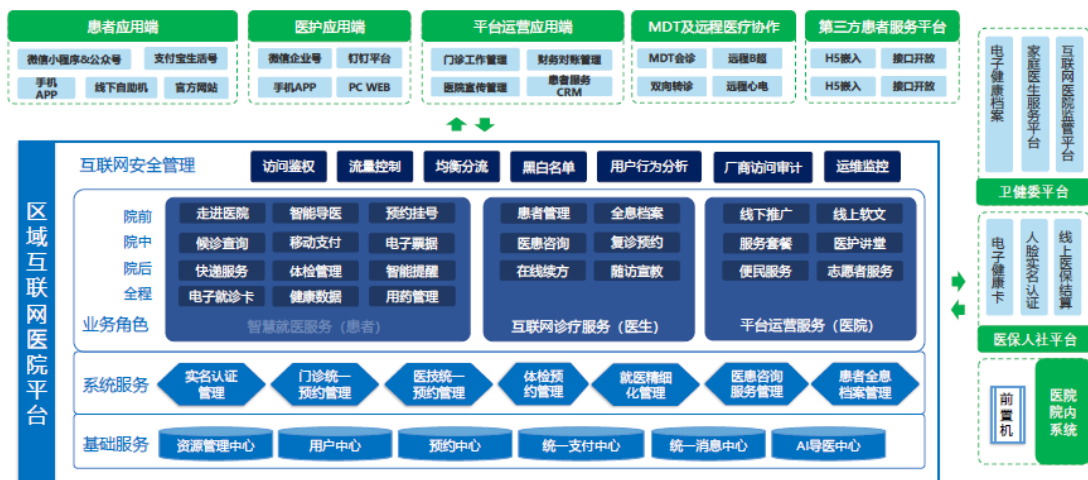 患者应用端
微信小程序&公众号
支付宝生活号
手机
APP
线下自助机
官方网站
医护应用端
微信企业号
钉钉平台
手机APP
PC WEB
平台运营应用端
门诊工作管理
财务对账管理
医院宣传管理
患者服务
CRM
MDT及远程医疗协作
MDT会诊
远程B超
双向转诊
远程心电
第三方患者服务平台
H5嵌入
接口开放
H5嵌入
接口开放
区域互联网医院平台
互联网安全管理
访问鉴权
流量控制
均衡分流
黑白名单
用户行为分析
厂商访问审计
运维监控
院前
院中
院后
全程
业务角色
走进医院
智能导医
预约挂号
候诊查询
移动支付
电子票据
快递服务
体检管理
智能提醒
电子就诊卡
健康数据
用药管理
智慧就医服务（患者）
患者管理
全息档案
医患咨询
复诊预约
在线续方
随访宣教
互联网诊疗服务（医生）
线下推广
线上软文
服务套餐
医护讲堂
便民服务
志愿者服务
平台运营服务（医院）
系统服务
实名认证
管理
门诊统一
预约管理
医技统一
预约管理
体检预
约管理
就医精细
化管理
医患咨询
服务管理
患者全息
档案管理
基础服务
资源管理中心
用户中心
预约中心
统一支付中心
统一消息中心
AI导医中心
电子健康档案
家庭医生服务平台
互联网医院监管平台
卫健委平台
电子健康卡
人脸实名认证
线上医保结算
医保人社平台
前置机
医院
院内
系统